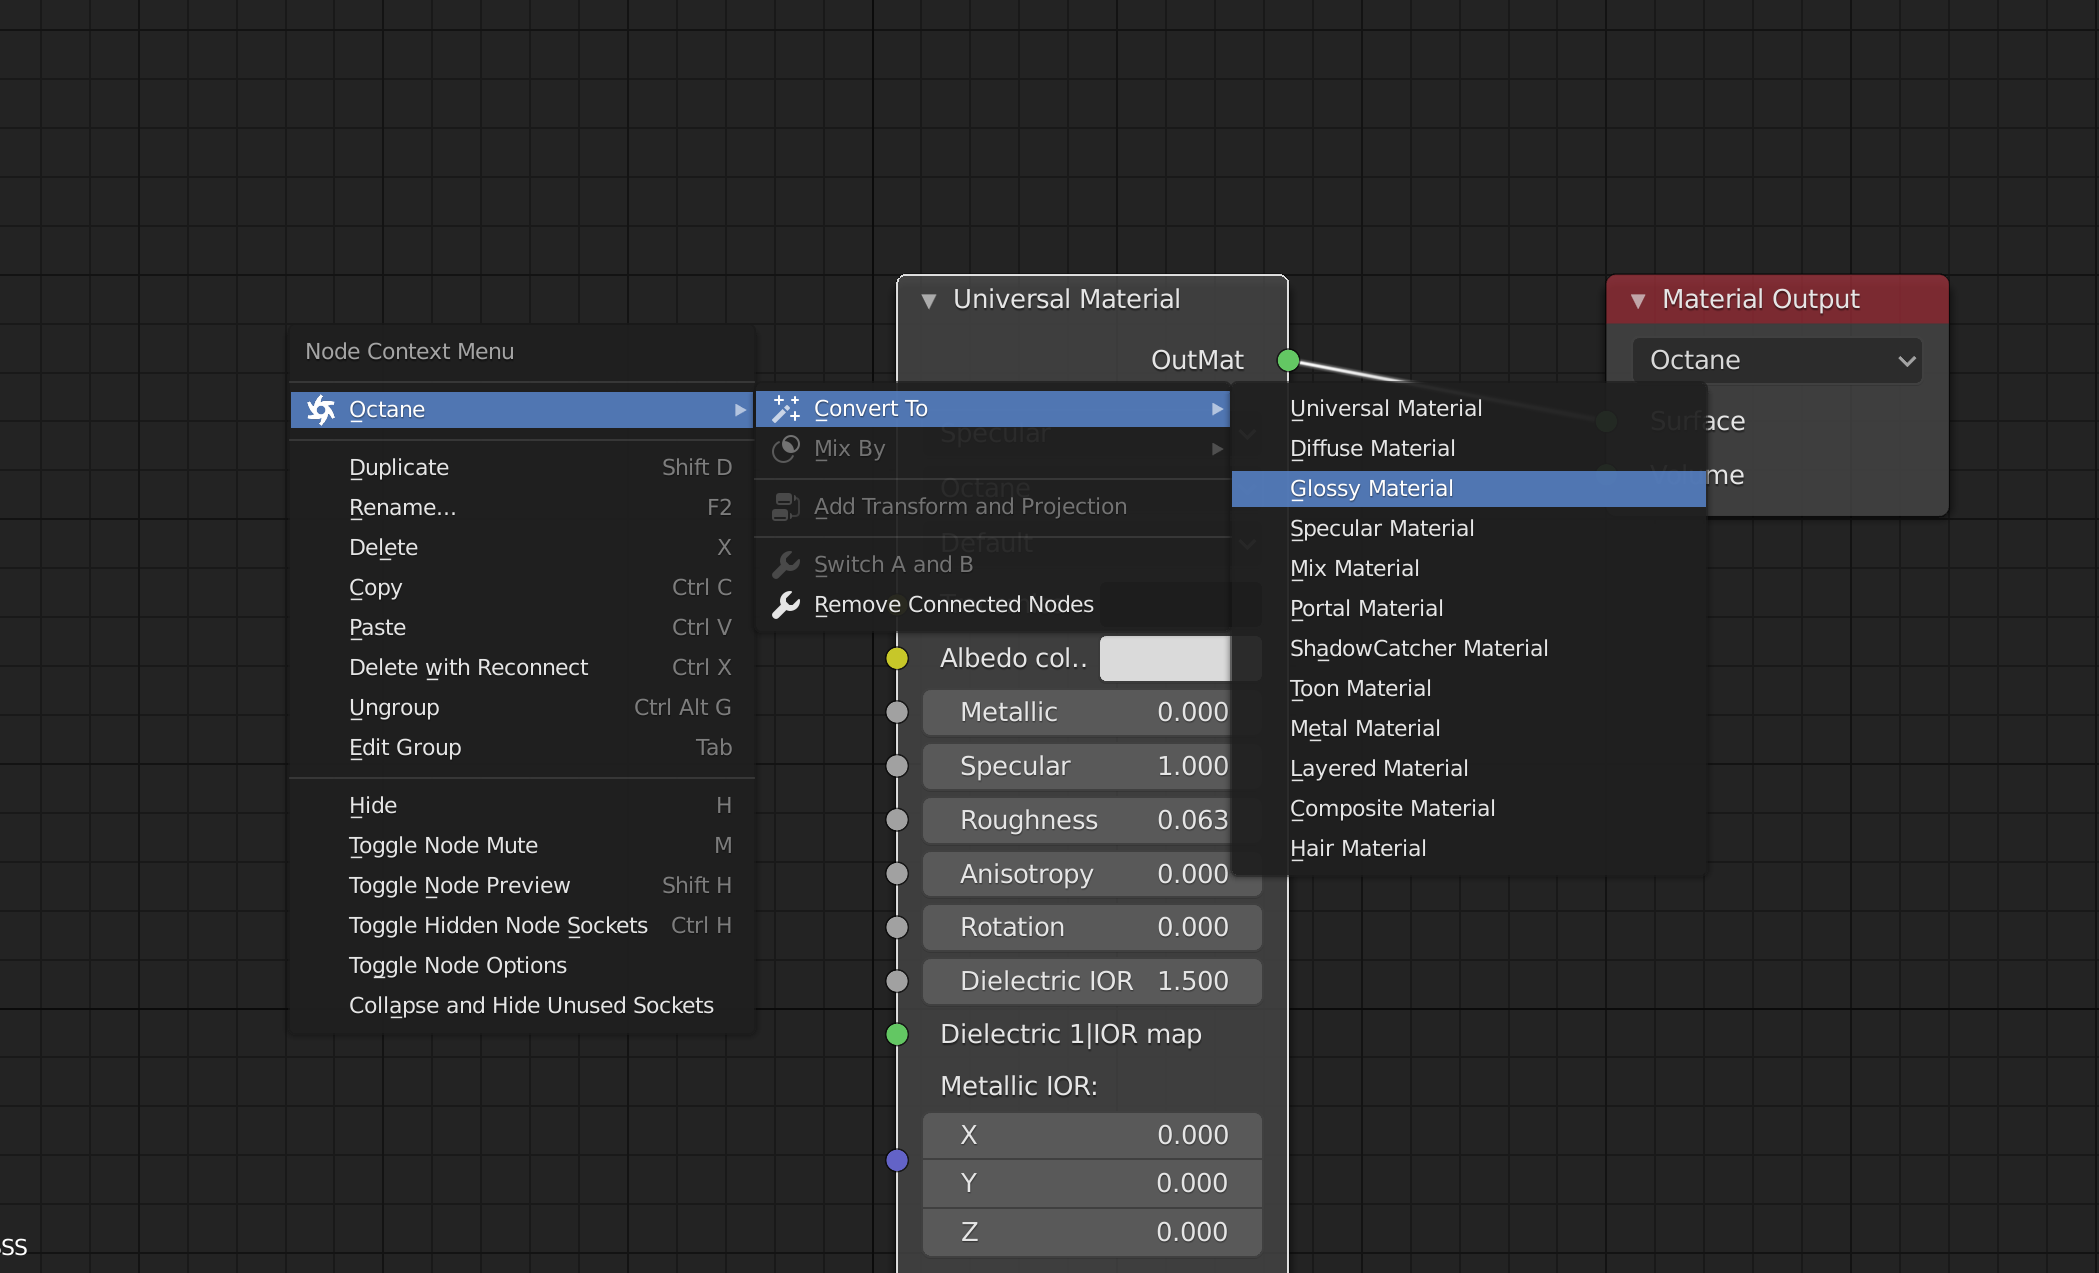 Universal Material
OutMat
Specular
Octane
Default
Albedo col..
Metallic 0.000
Specular 1.000
Roughness 0.063
Anisotropy 0.000
Rotation 0.000
Dielectric IOR 1.500
Dielectric 1|IOR map
Metallic IOR:
X 0.000
Y 0.000
Z 0.000
Material Output
Octane
Surface
Volume
Node Context Menu
Octane
Duplicate Shift D
Rename... F2
Delete X
Copy Ctrl C
Paste Ctrl V
Delete with Reconnect Ctrl X
Ungroup Ctrl Alt G
Edit Group Tab
Hide H
Toggle Node Mute M
Toggle Node Preview Shift H
Toggle Hidden Node Sockets Ctrl H
Toggle Node Options
Collapse and Hide Unused Sockets
Convert To
Mix By
Add Transform and Projection
Switch A and B
Remove Connected Nodes
Universal Material
Diffuse Material
Glossy Material
Specular Material
Mix Material
Portal Material
ShadowCatcher Material
Toon Material
Metal Material
Layered Material
Composite Material
Hair Material